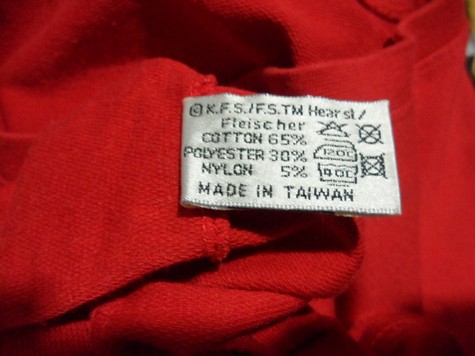 © K.F.S./F.S.TM Hearst/
Fleischer
COTTON 65%
POLYESTER 30%
NYLON 5%
MADE IN TAIWAN